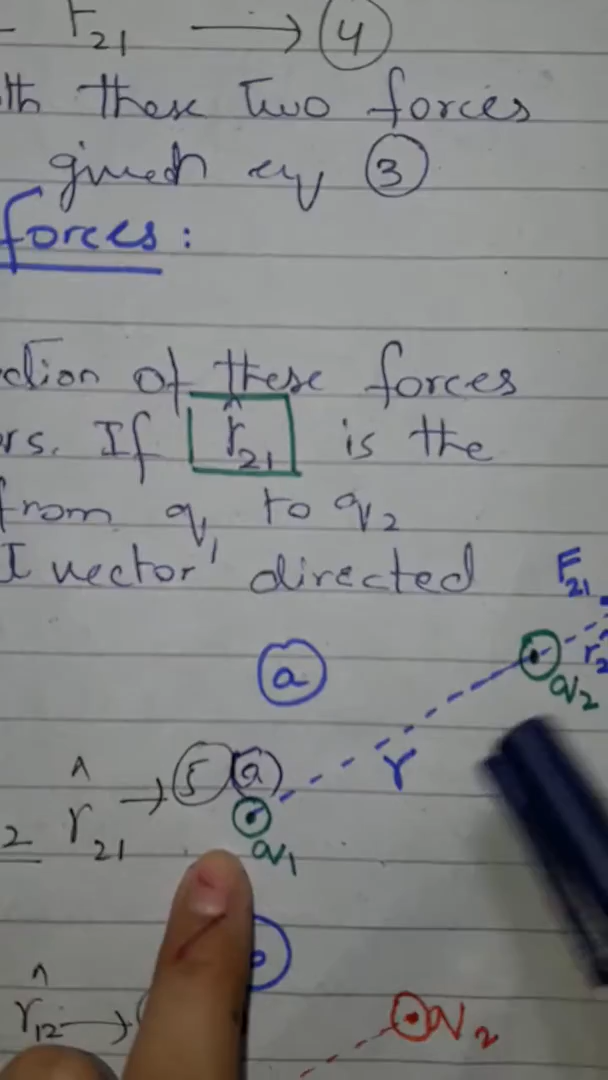 r21 → 4
these two forces
given eq 3
forces:
of these forces
If r̂21 is the
from q1 to q2
I vector directed
F21
a
q2
r
r̂21 → 5 a
q1
r̂12 →
q2